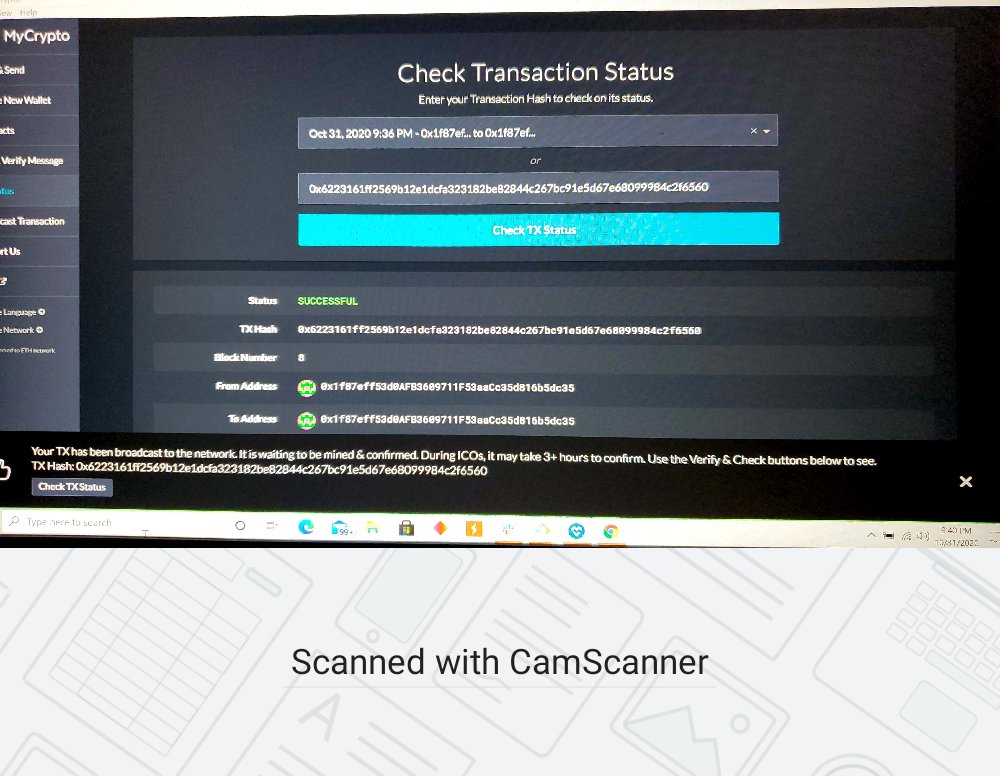 ew Help
MyCrypto
& Send
e New Wallet
acts
Verify Message
atus
cast Transaction
rt Us
e Language
e Network
ected to ETH network
Check Transaction Status
Enter your Transaction Hash to check on its status.
Oct 31, 2020 9:36 PM - 0x1f87ef... to 0x1f87ef...
or
0x6223161ff2569b12e1dcfa323182be82844c267bc91e5d67e68099984c2f6560
Check TX Status
Status SUCCESSFUL
TX Hash 0x6223161ff2569b12e1dcfa323182be82844c267bc91e5d67e68099984c2f6560
Block Number 8
From Address 0x1f87eff53d0AFB3609711F53aaCc35d816b5dc35
To Address 0x1f87eff53d0AFB3609711F53aaCc35d816b5dc35
Your TX has been broadcast to the network. It is waiting to be mined & confirmed. During ICOs, it may take 3+ hours to confirm. Use the Verify & Check buttons below to see.
TX Hash: 0x6223161ff2569b12e1dcfa323182be82844c267bc91e5d67e68099984c2f6560
Check TX Status
Type here to search
99+
9:40 PM
10/31/2020
Scanned with CamScanner